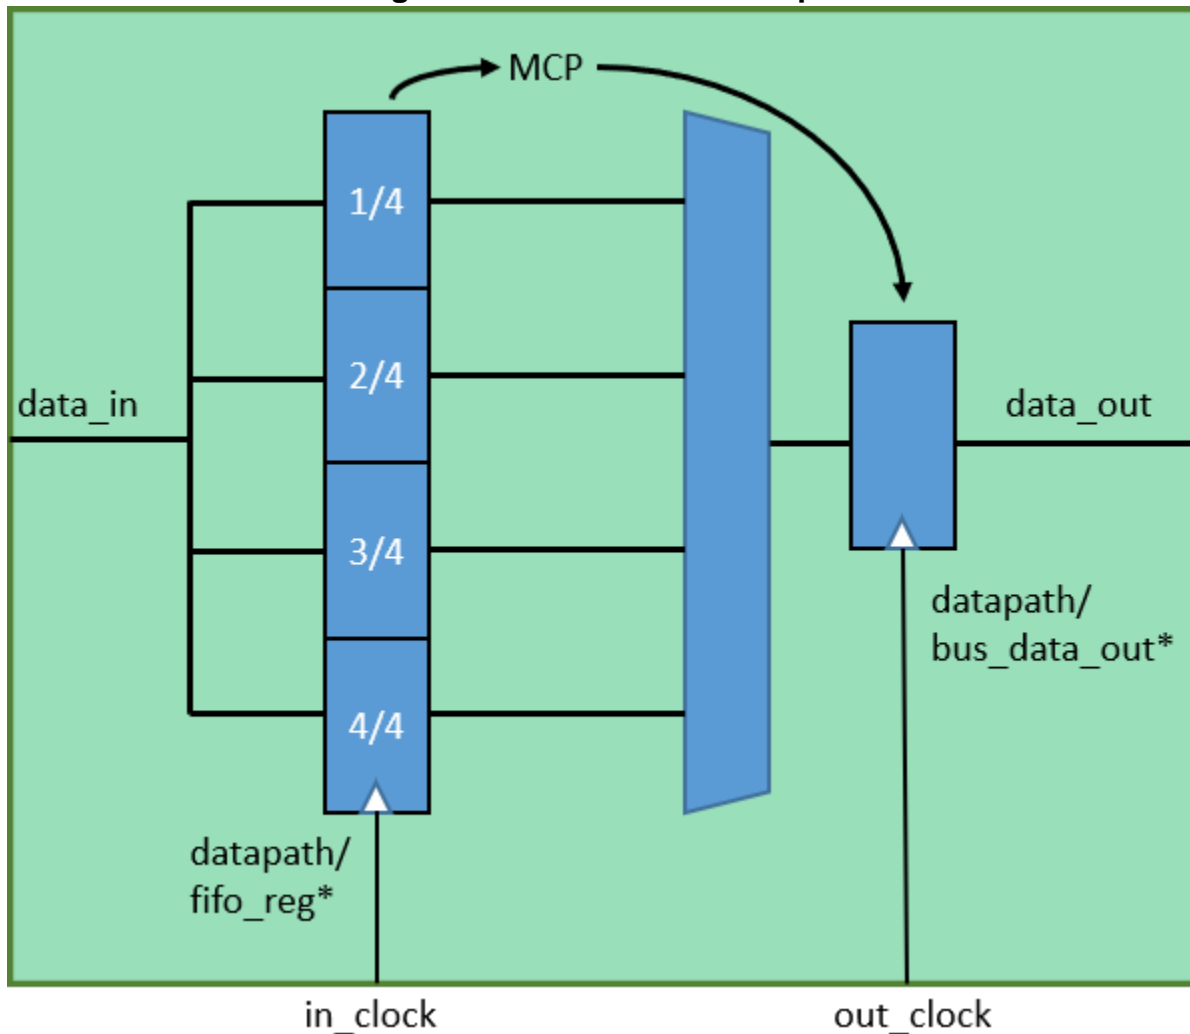 MCP
1/4
2/4
data_in
data_out
3/4
datapath/
bus_data_out*
4/4
datapath/
fifo_reg*
in_clock
out_clock